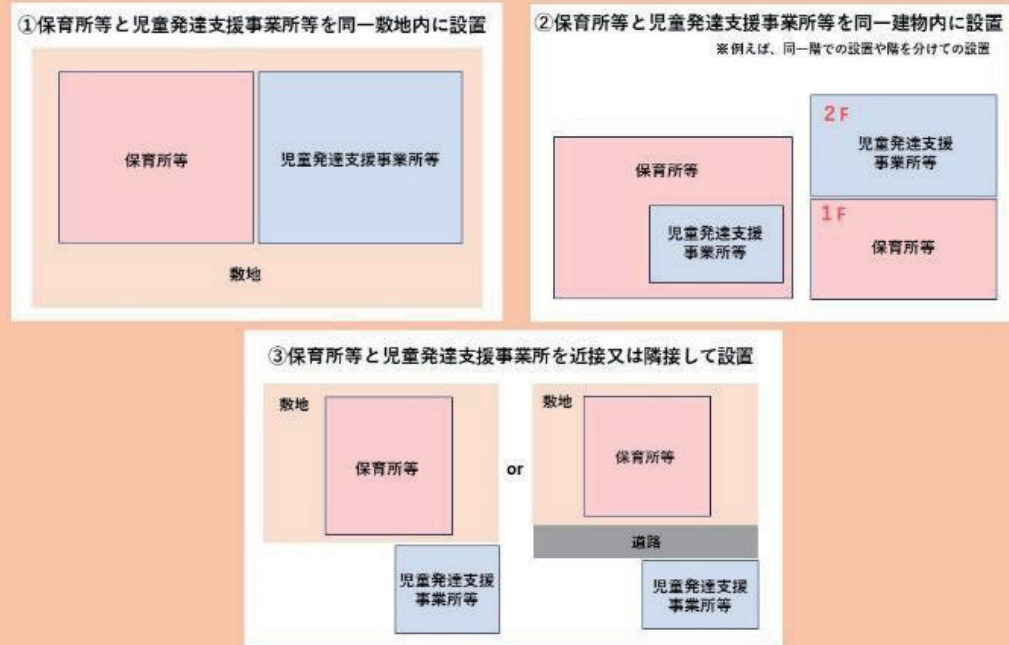 ①保育所等と児童発達支援事業所等を同一敷地内に設置
保育所等
児童発達支援事業所等
敷地
②保育所等と児童発達支援事業所等を同一建物内に設置
※例えば、同一階での設置や階を分けての設置
保育所等
児童発達支援
事業所等
2F
児童発達支援
事業所等
1F
保育所等
③保育所等と児童発達支援事業所を近接又は隣接して設置
敷地
保育所等
児童発達支援
事業所等
or
敷地
保育所等
道路
児童発達支援
事業所等